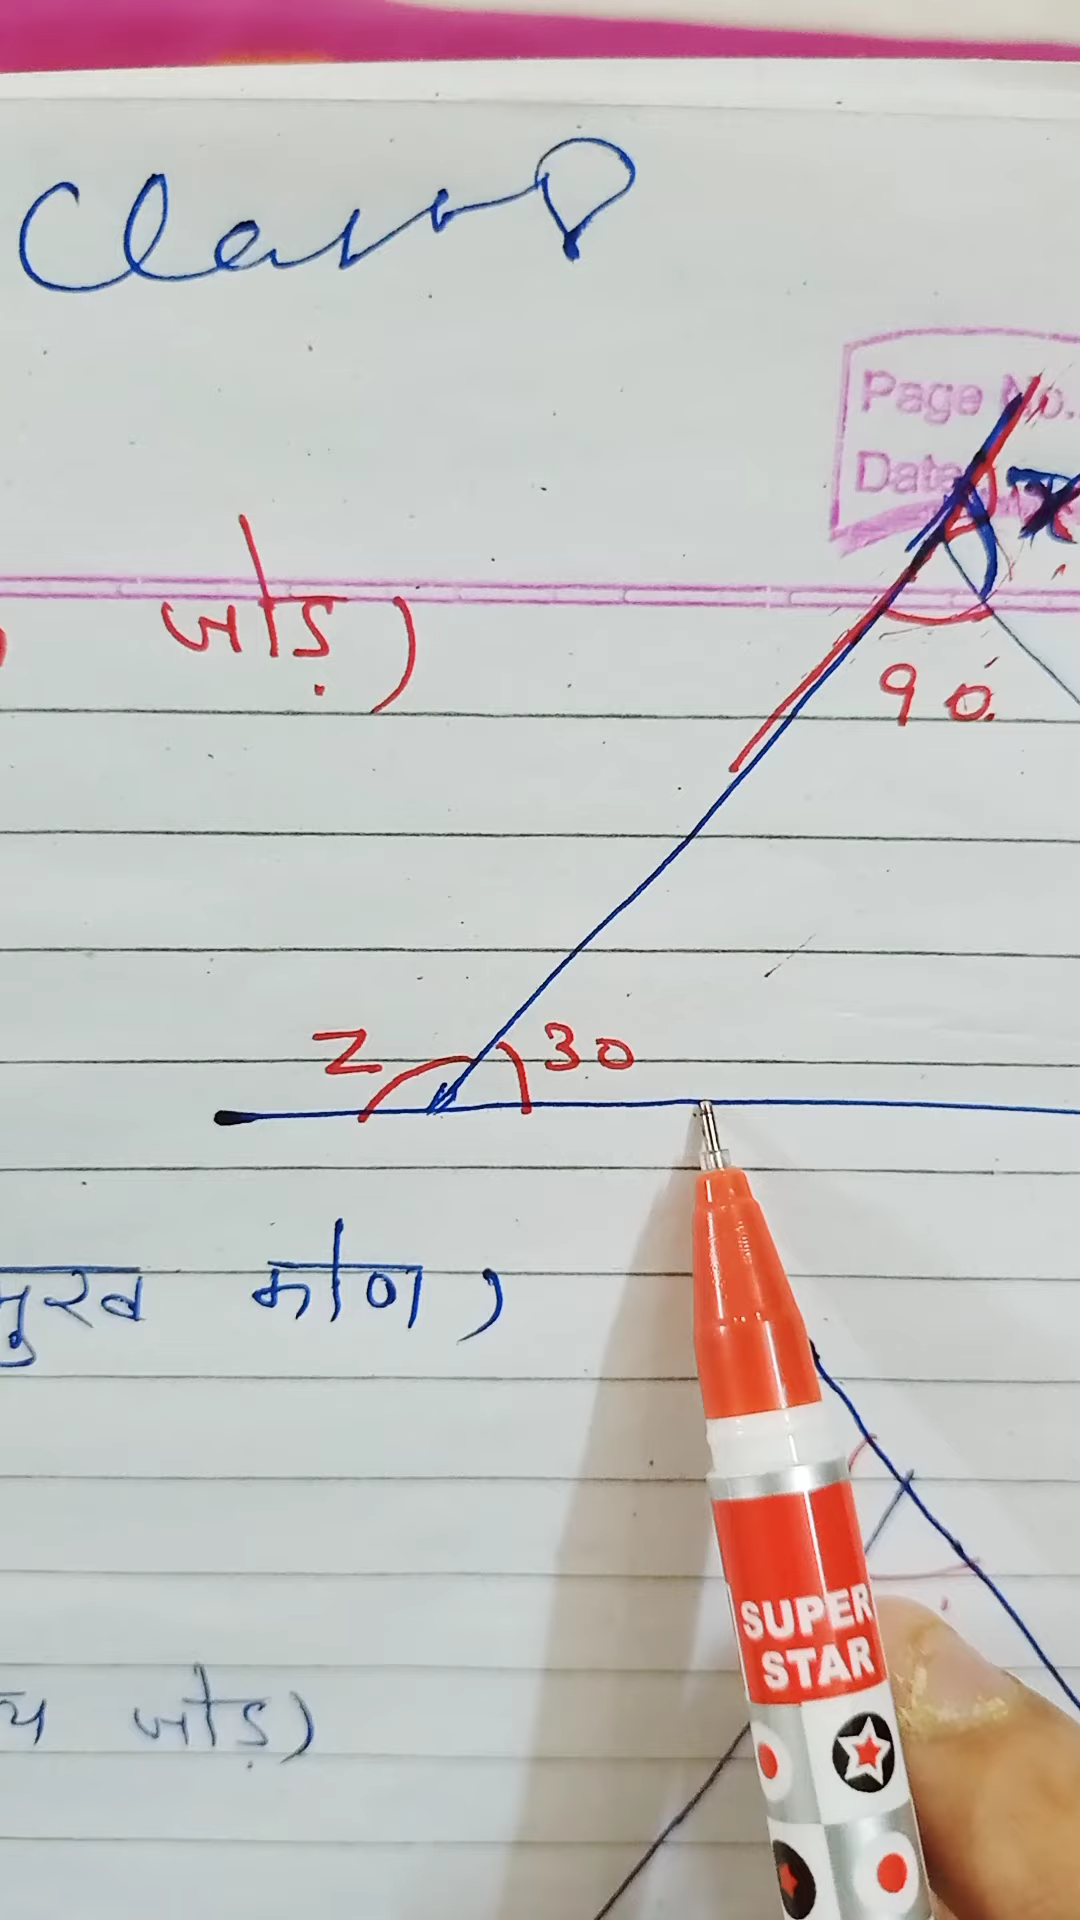 Class 8
Page No.
Date
जोड़)
x
90
Z 30
मुख कोण,
य जोड़)
SUPER
STAR